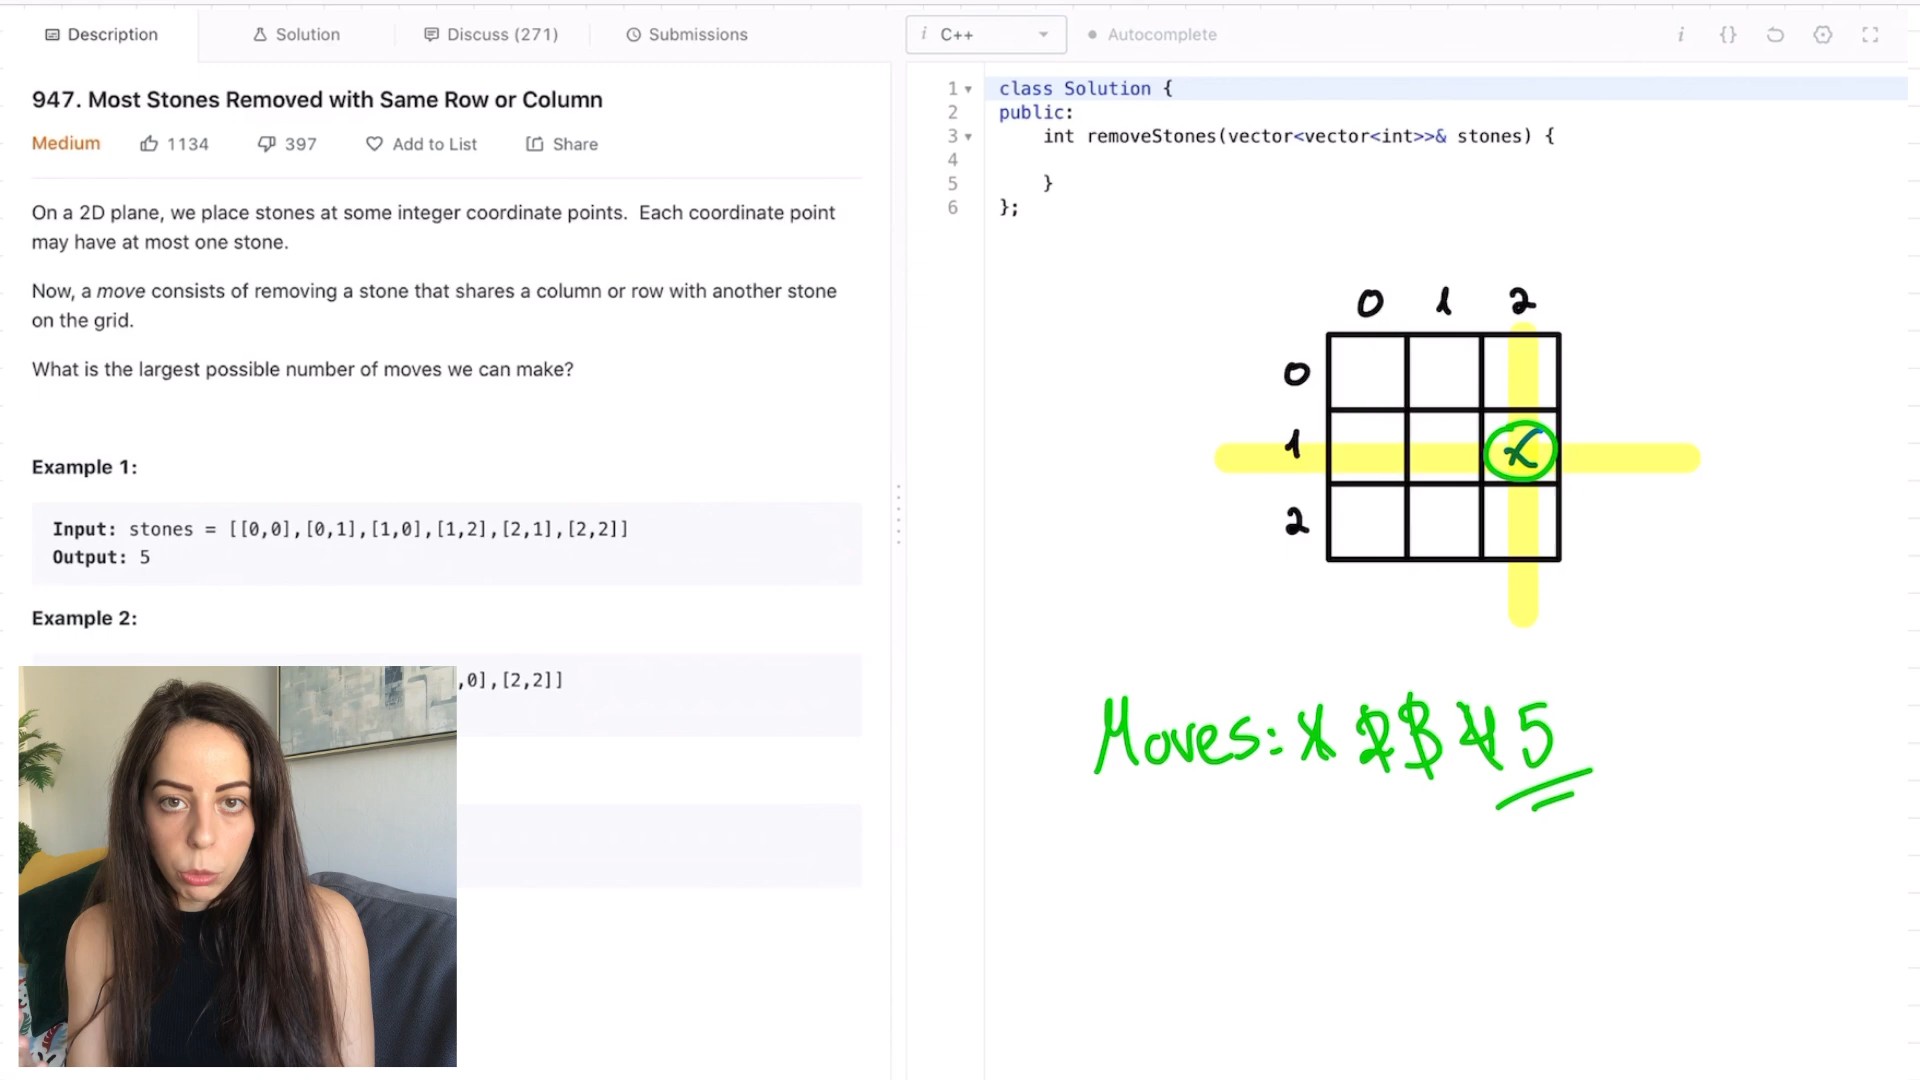 Description Solution Discuss (271) Submissions
947. Most Stones Removed with Same Row or Column
Medium 1134 397 Add to List Share
On a 2D plane, we place stones at some integer coordinate points. Each coordinate point
may have at most one stone.
Now, a move consists of removing a stone that shares a column or row with another stone
on the grid.
What is the largest possible number of moves we can make?
Example 1:
Input: stones = [[0,0],[0,1],[1,0],[1,2],[2,1],[2,2]]
Output: 5
Example 2:
,0],[2,2]]
i C++ Autocomplete i {}
1 class Solution {
2 public:
3 int removeStones(vector<vector<int>>& stones) {
4
5 }
6 };
0 1 2
0
1 x
2
Moves: 1 2 3 4 5